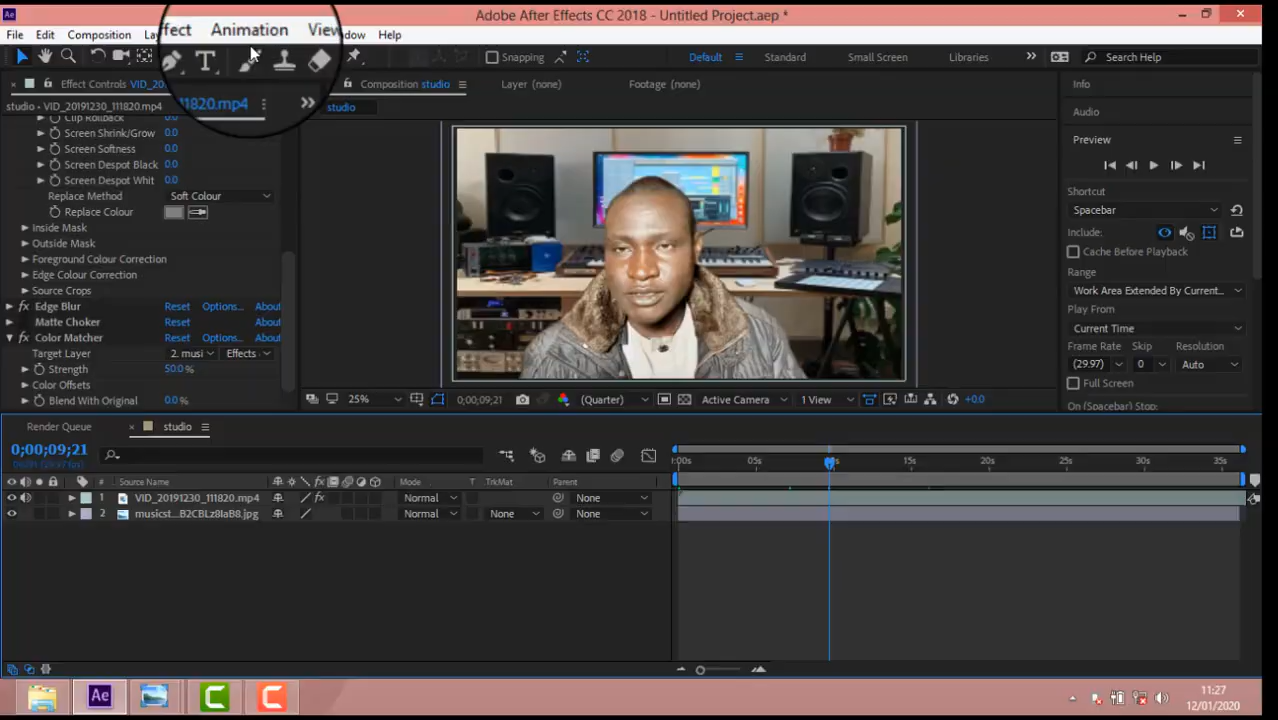 Adobe After Effects CC 2018 - Untitled Project.aep *
File Edit Composition La ffect Animation View dow Help
Snapping Default Standard Small Screen Libraries Search Help
Effect Controls VID_20 Composition studio Layer (none) Footage (none) Info
studio • VID_20191230_111820.mp4 11820.mp4 studio
Audio
Clip Rollback 0.0
Screen Shrink/Grow 0.0
Preview
Screen Softness 0.0
Screen Despot Black 0.0
Screen Despot Whit 0.0
Shortcut
Replace Method Soft Colour
Spacebar
Replace Colour
Inside Mask
Include:
Outside Mask
Cache Before Playback
Foreground Colour Correction
Range
Edge Colour Correction
Work Area Extended By Current...
Source Crops
Edge Blur Reset Options... About
Play From
Matte Choker Reset About
Current Time
Color Matcher Reset Options... About
Frame Rate Skip Resolution
Target Layer 2. musi Effects
(29.97) 0 Auto
Strength 50.0 %
Full Screen
Color Offsets
Blend With Original 0.0 %
25% 0;00;09;21 (Quarter) Active Camera 1 View +0.0
On (Spacebar) Stop:
Render Queue studio
0;00;09;21
:00s 05s 15s 20s 25s 30s 35s
# Source Name Mode T TrkMat Parent
1 VID_20191230_111820.mp4 Normal None
2 musicst...B2CBLz8IaB8.jpg Normal None None
Ae
11:27
12/01/2020